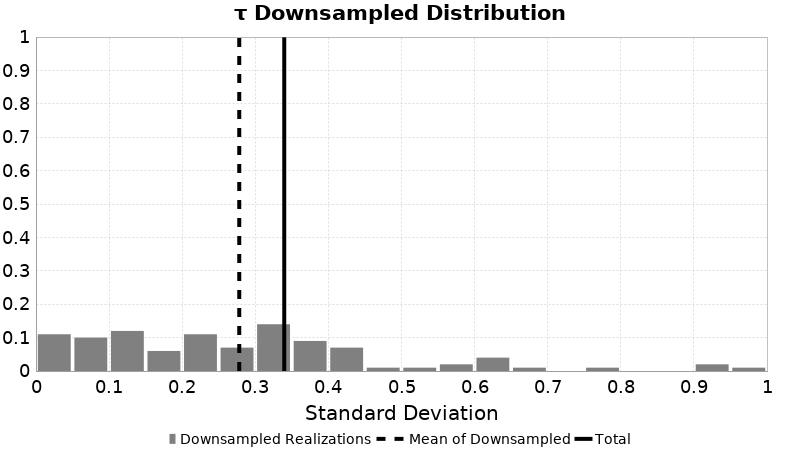 τ Downsampled Distribution
1
0.9
0.8
0.7
0.6
0.5
0.4
0.3
0.2
0.1
0
0 0.1 0.2 0.3 0.4 0.5 0.6 0.7 0.8 0.9 1
Standard Deviation
Downsampled Realizations Mean of Downsampled Total